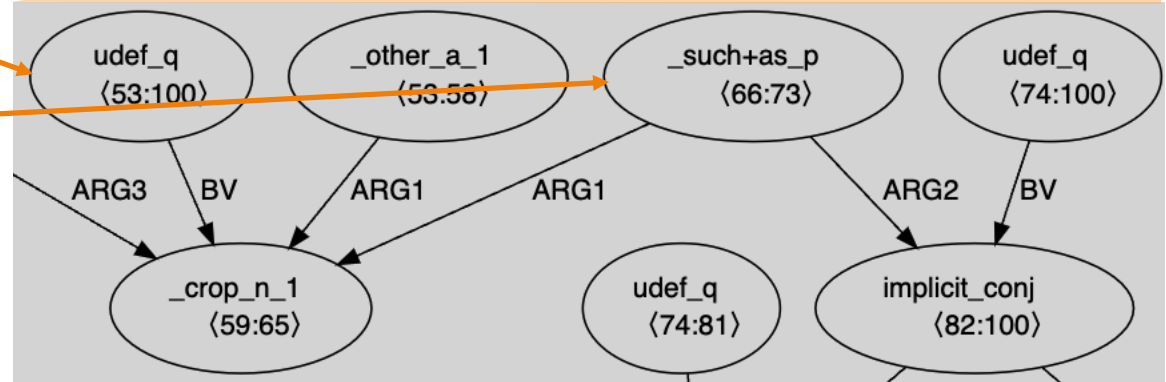 udef_q
⟨53:100⟩
_other_a_1
⟨53:58⟩
_such+as_p
⟨66:73⟩
udef_q
⟨74:100⟩
ARG3
BV
ARG1
ARG1
ARG2
BV
_crop_n_1
⟨59:65⟩
udef_q
⟨74:81⟩
implicit_conj
⟨82:100⟩